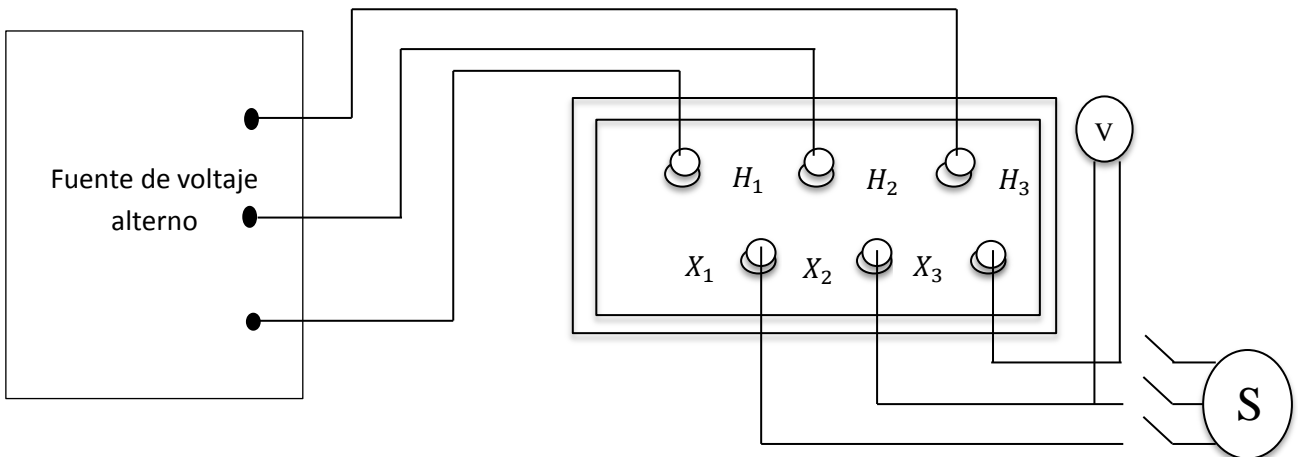 Fuente de voltaje
alterno
V
H₁ H₂ H₃
X₁ X₂ X₃
S